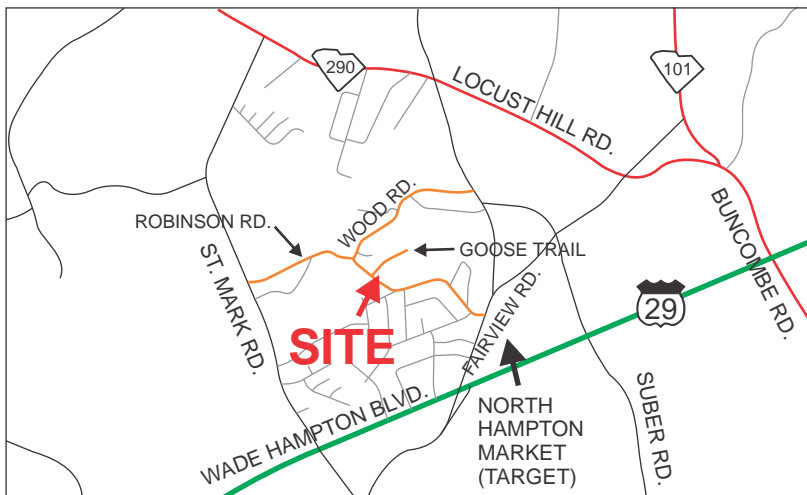 290
101
LOCUST HILL RD.
WOOD RD.
ROBINSON RD.
GOOSE TRAIL
ST. MARK RD.
BUNCOMBE RD.
29
SITE
FAIRVIEW RD.
WADE HAMPTON BLVD.
NORTH
HAMPTON
MARKET
(TARGET)
SUBER RD.